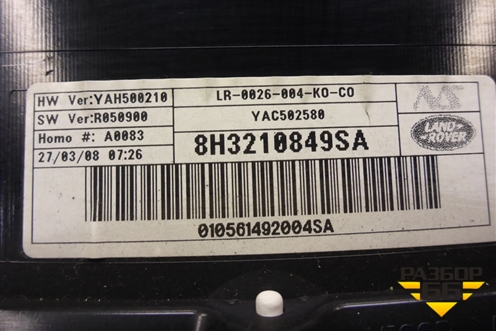 HW Ver:YAH500210
SW Ver:R050900
Homo #: A0083
27/03/08 07:26
LR-0026-004-KO-CO
YAC502580
8H3210849SA
LAND ROVER
010561492004SA
РАЗБОР
66